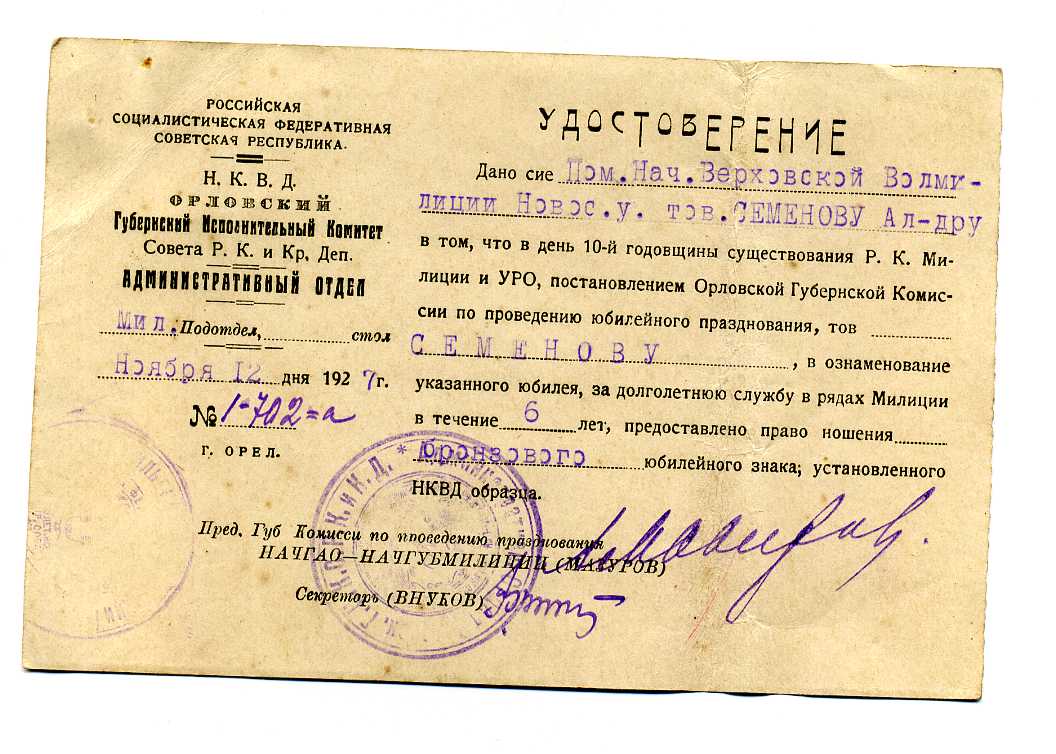 РОССИЙСКАЯ
СОЦИАЛИСТИЧЕСКАЯ ФЕДЕРАТИВНАЯ
СОВЕТСКАЯ РЕСПУБЛИКА.
Н. К. В. Д.
ОРЛОВСКИЙ
Губернский Исполнительный Комитет
Совета Р. К. и Кр. Деп.
АДМИНИСТРАТИВНЫЙ ОТДЕЛ
Мил. Подотдел, стол
Ноября 12 дня 1927 г.
№ 1-702=а
г. ОРЕЛ.
УДОСТОВЕРЕНИЕ
Дано сие Пом.Нач.Верховской Волми-
лиции Новос.у. тов.СЕМЕНОВУ Ал-дру
в том, что в день 10-й годовщины существования Р. К. Ми-
лиции и УРО, постановлением Орловской Губернской Комис-
сии по проведению юбилейного празднования, тов
СЕМЕНОВУ, в ознаменование
указанного юбилея, за долголетнюю службу в рядах Милиции
в течение 6 лет, предоставлено право ношения
бронзового юбилейного знака; установленного
НКВД образца.
Пред. Губ Комисси по пповедению празднования
НАЧГАО—НАЧГУБМИЛИЦИИ (МАЗУРОВ)
Секретарь (ВНУКОВ)